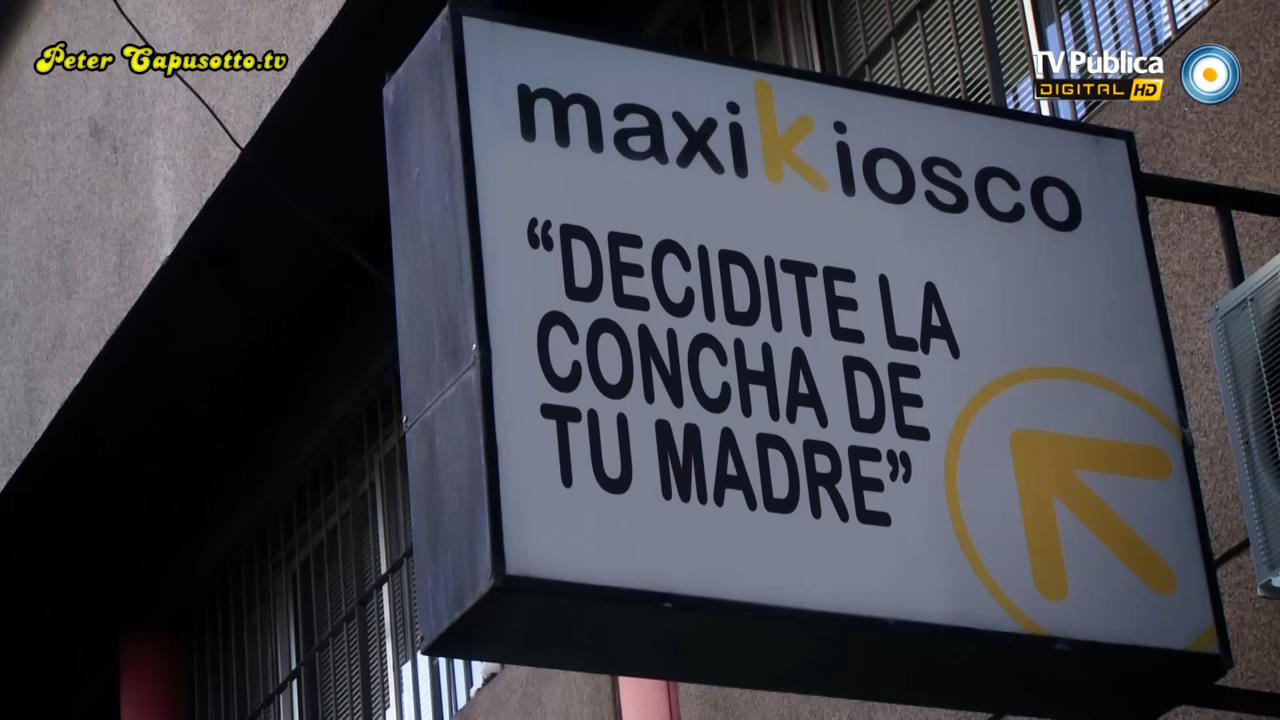 Peter Capusotto.tv
TV Pública
DIGITAL HD
maxikiosco
“DECIDITE LA
CONCHA DE
TU MADRE”